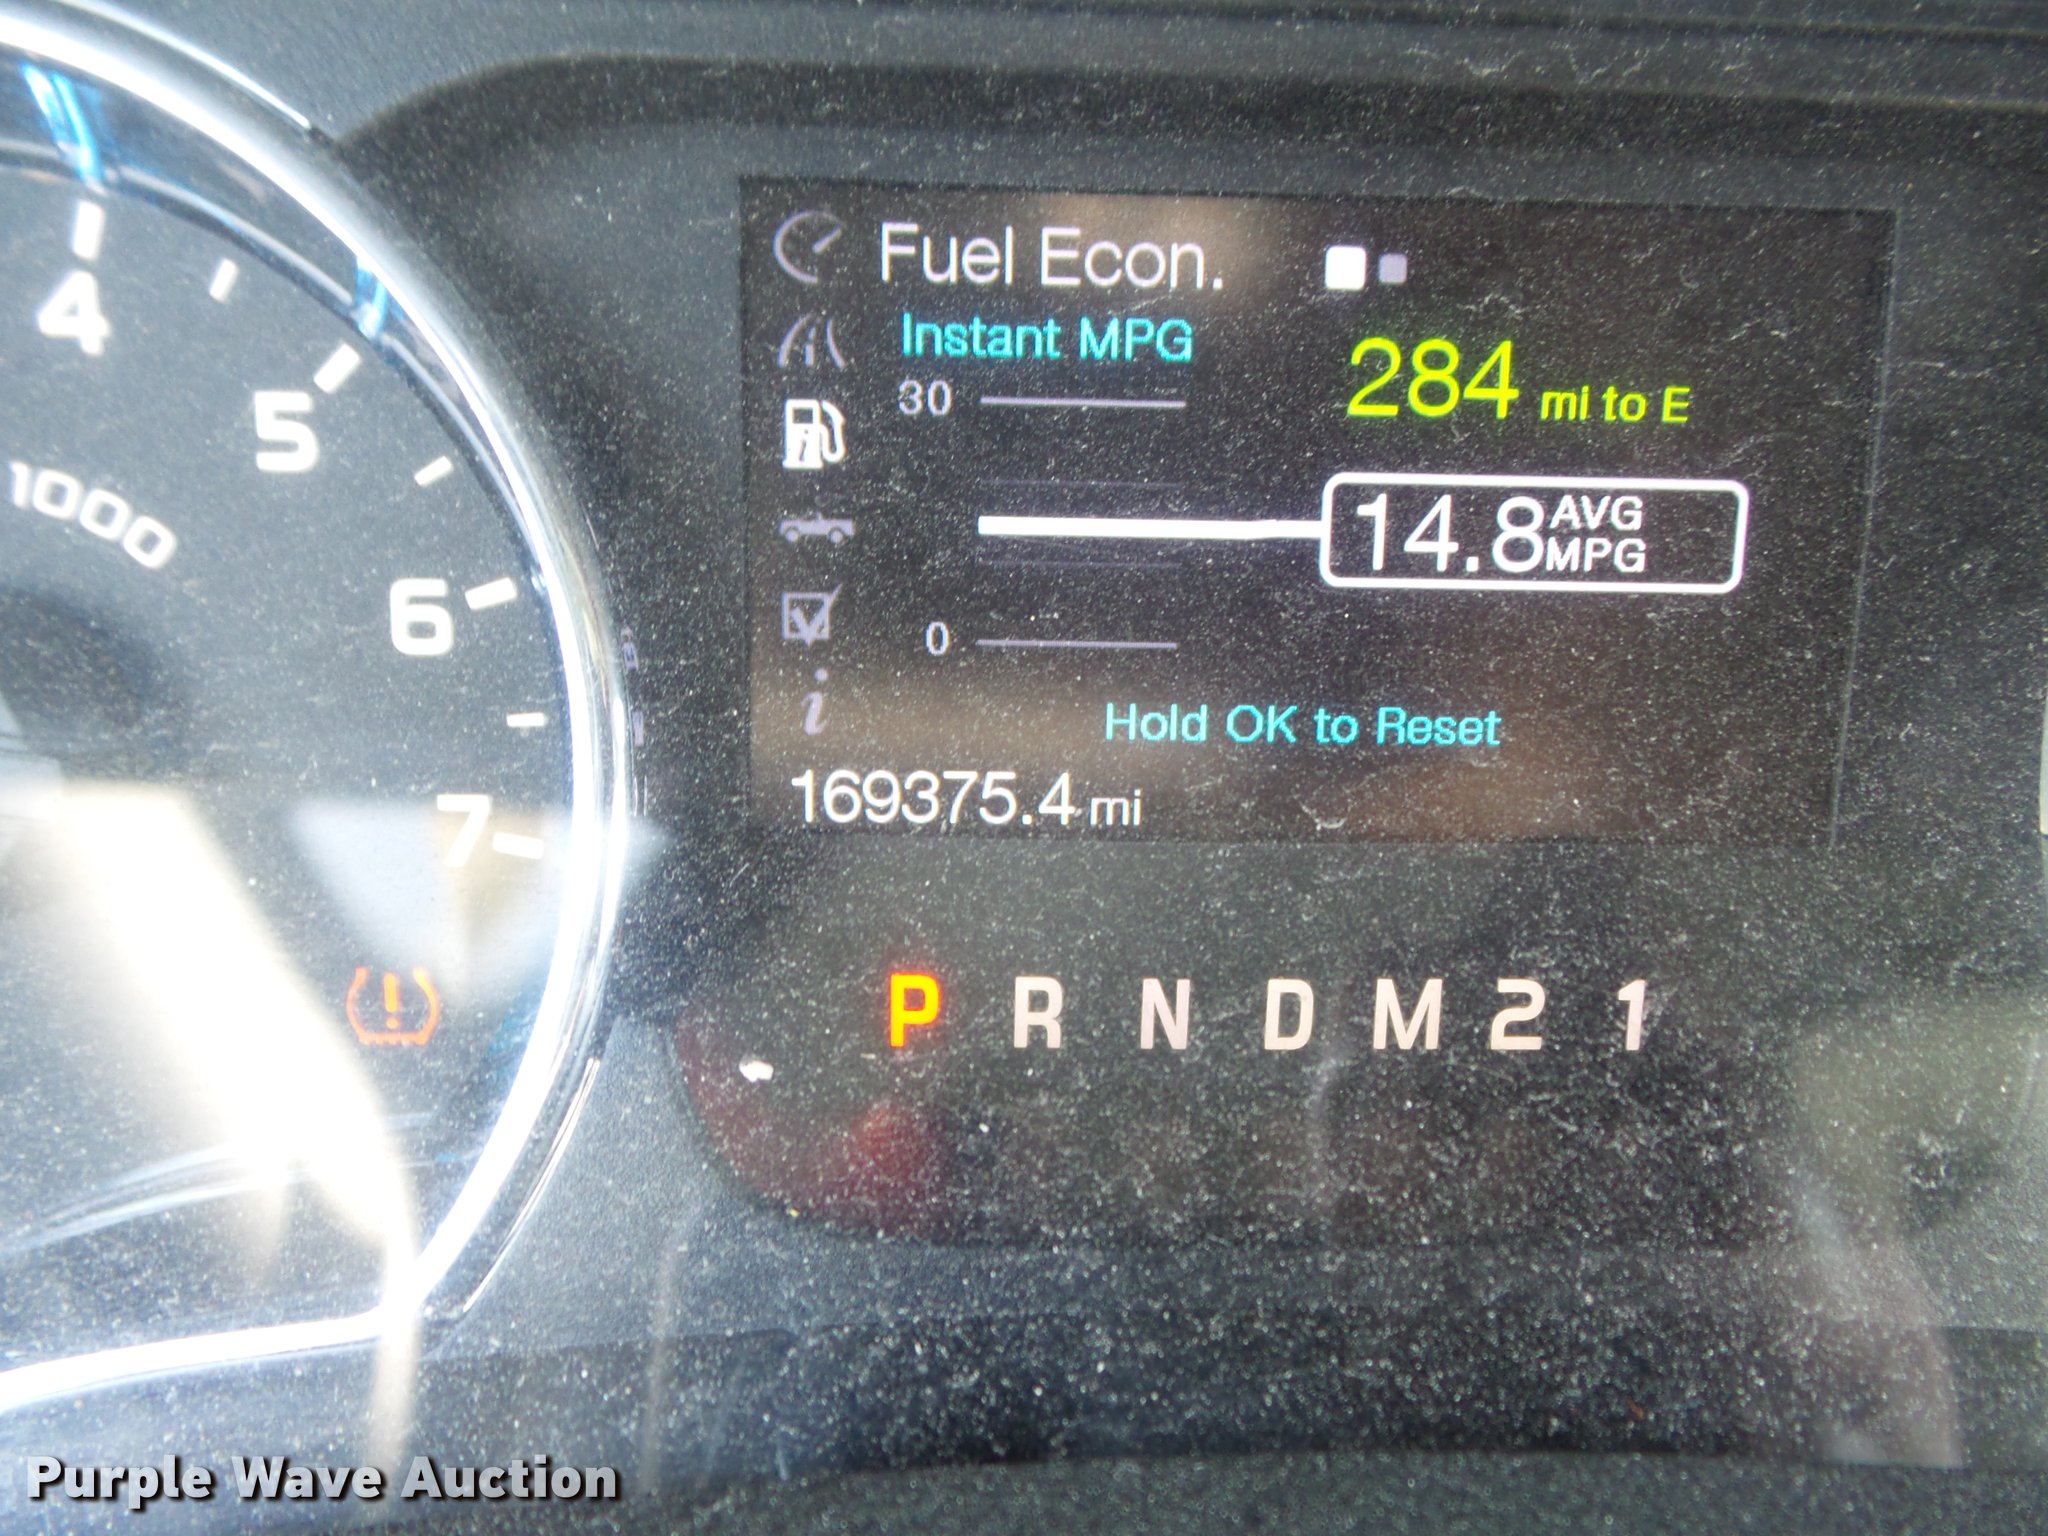 Fuel Econ.
Instant MPG
30
284 mi to E
14.8 AVG MPG
0
Hold OK to Reset
169375.4 mi
4
5
1000
6
7
P R N D M 2 1
Purple Wave Auction